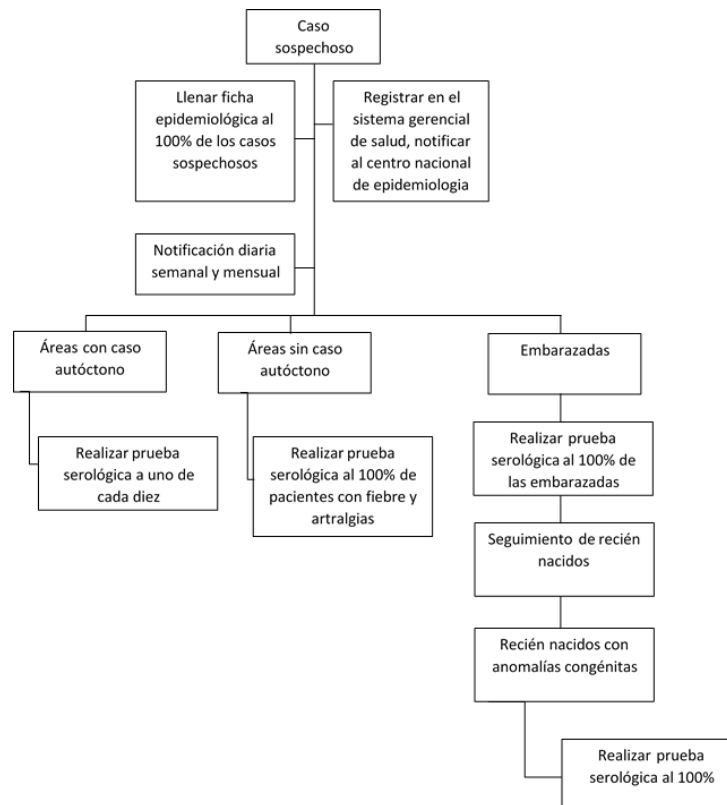 Caso
sospechoso
Llenar ficha
epidemiológica al
100% de los casos
sospechosos
Registrar en el
sistema gerencial
de salud, notificar
al centro nacional
de epidemiologia
Notificación diaria
semanal y mensual
Áreas con caso
autóctono
Áreas sin caso
autóctono
Embarazadas
Realizar prueba
serológica a uno de
cada diez
Realizar prueba
serológica al 100% de
pacientes con fiebre y
artralgias
Realizar prueba
serológica al 100% de
las embarazadas
Seguimiento de recién
nacidos
Recién nacidos con
anomalías congénitas
Realizar prueba
serológica al 100%